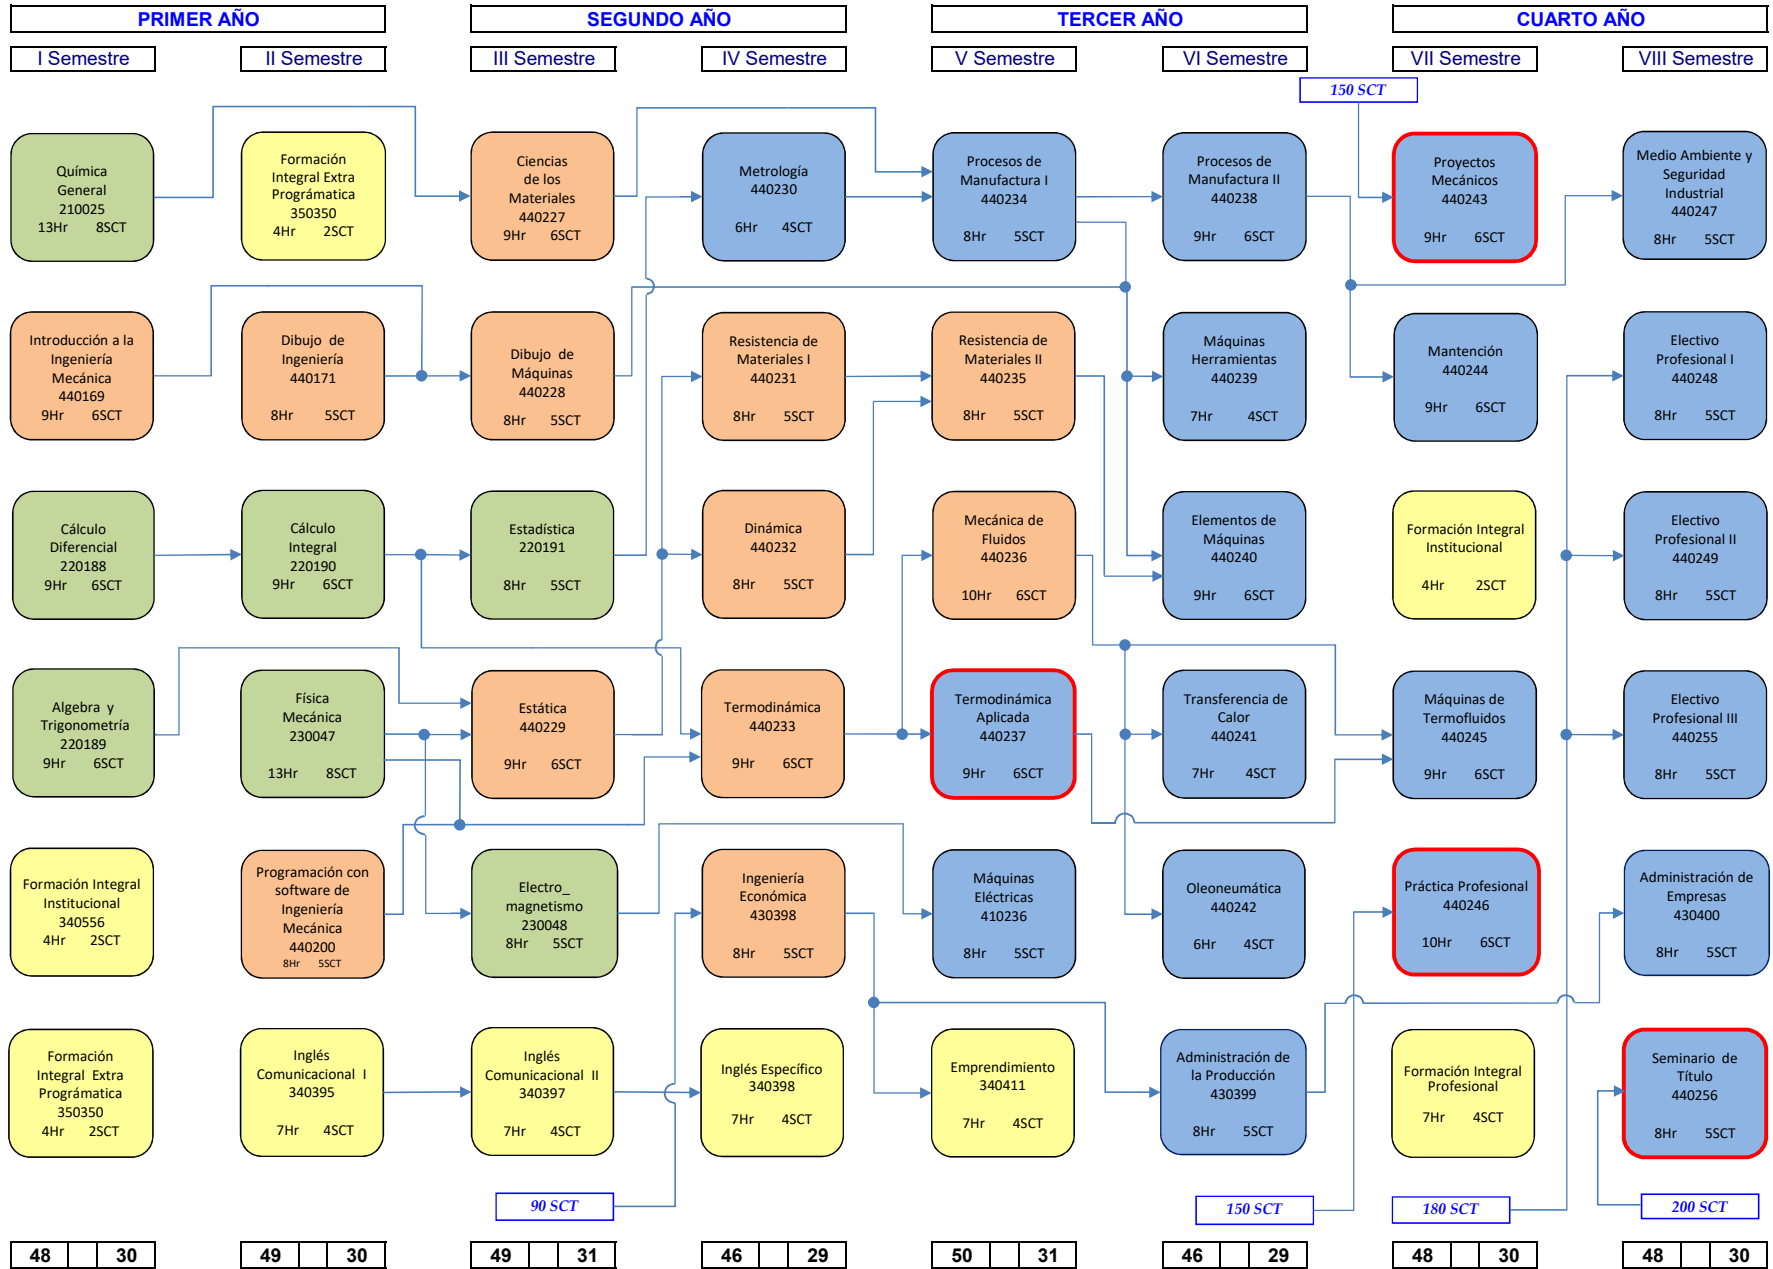 PRIMER AÑO
SEGUNDO AÑO
TERCER AÑO
CUARTO AÑO
I Semestre
II Semestre
III Semestre
IV Semestre
V Semestre
VI Semestre
VII Semestre
VIII Semestre
150 SCT
Química
General
210025
13Hr 8SCT
Formación
Integral Extra
Prográmatica
350350
4Hr 2SCT
Ciencias
de los
Materiales
440227
9Hr 6SCT
Metrología
440230
6Hr 4SCT
Procesos de
Manufactura I
440234
8Hr 5SCT
Procesos de
Manufactura II
440238
9Hr 6SCT
Proyectos
Mecánicos
440243
9Hr 6SCT
Medio Ambiente y
Seguridad
Industrial
440247
8Hr 5SCT
Introducción a la
Ingeniería
Mecánica
440169
9Hr 6SCT
Dibujo de
Ingeniería
440171
8Hr 5SCT
Dibujo de
Máquinas
440228
8Hr 5SCT
Resistencia de
Materiales I
440231
8Hr 5SCT
Resistencia de
Materiales II
440235
8Hr 5SCT
Máquinas
Herramientas
440239
7Hr 4SCT
Mantención
440244
9Hr 6SCT
Electivo
Profesional I
440248
8Hr 5SCT
Cálculo
Diferencial
220188
9Hr 6SCT
Cálculo
Integral
220190
9Hr 6SCT
Estadística
220191
8Hr 5SCT
Dinámica
440232
8Hr 5SCT
Mecánica de
Fluidos
440236
10Hr 6SCT
Elementos de
Máquinas
440240
9Hr 6SCT
Formación Integral
Institucional
4Hr 2SCT
Electivo
Profesional II
440249
8Hr 5SCT
Algebra y
Trigonometría
220189
9Hr 6SCT
Física
Mecánica
230047
13Hr 8SCT
Estática
440229
9Hr 6SCT
Termodinámica
440233
9Hr 6SCT
Termodinámica
Aplicada
440237
9Hr 6SCT
Transferencia de
Calor
440241
7Hr 4SCT
Máquinas de
Termofluidos
440245
9Hr 6SCT
Electivo
Profesional III
440255
8Hr 5SCT
Formación Integral
Institucional
340556
4Hr 2SCT
Programación con
software de
Ingeniería
Mecánica
440200
8Hr 5SCT
Electro_
magnetismo
230048
8Hr 5SCT
Ingeniería
Económica
430398
8Hr 5SCT
Máquinas
Eléctricas
410236
8Hr 5SCT
Oleoneumática
440242
6Hr 4SCT
Práctica Profesional
440246
10Hr 6SCT
Administración de
Empresas
430400
8Hr 5SCT
Formación
Integral Extra
Prográmatica
350350
4Hr 2SCT
Inglés
Comunicacional I
340395
7Hr 4SCT
Inglés
Comunicacional II
340397
7Hr 4SCT
Inglés Específico
340398
7Hr 4SCT
Emprendimiento
340411
7Hr 4SCT
Administración de
la Producción
430399
8Hr 5SCT
Formación Integral
Profesional
7Hr 4SCT
Seminario de
Título
440256
8Hr 5SCT
90 SCT
150 SCT
180 SCT
200 SCT
48 30
49 30
49 31
46 29
50 31
46 29
48 30
48 30